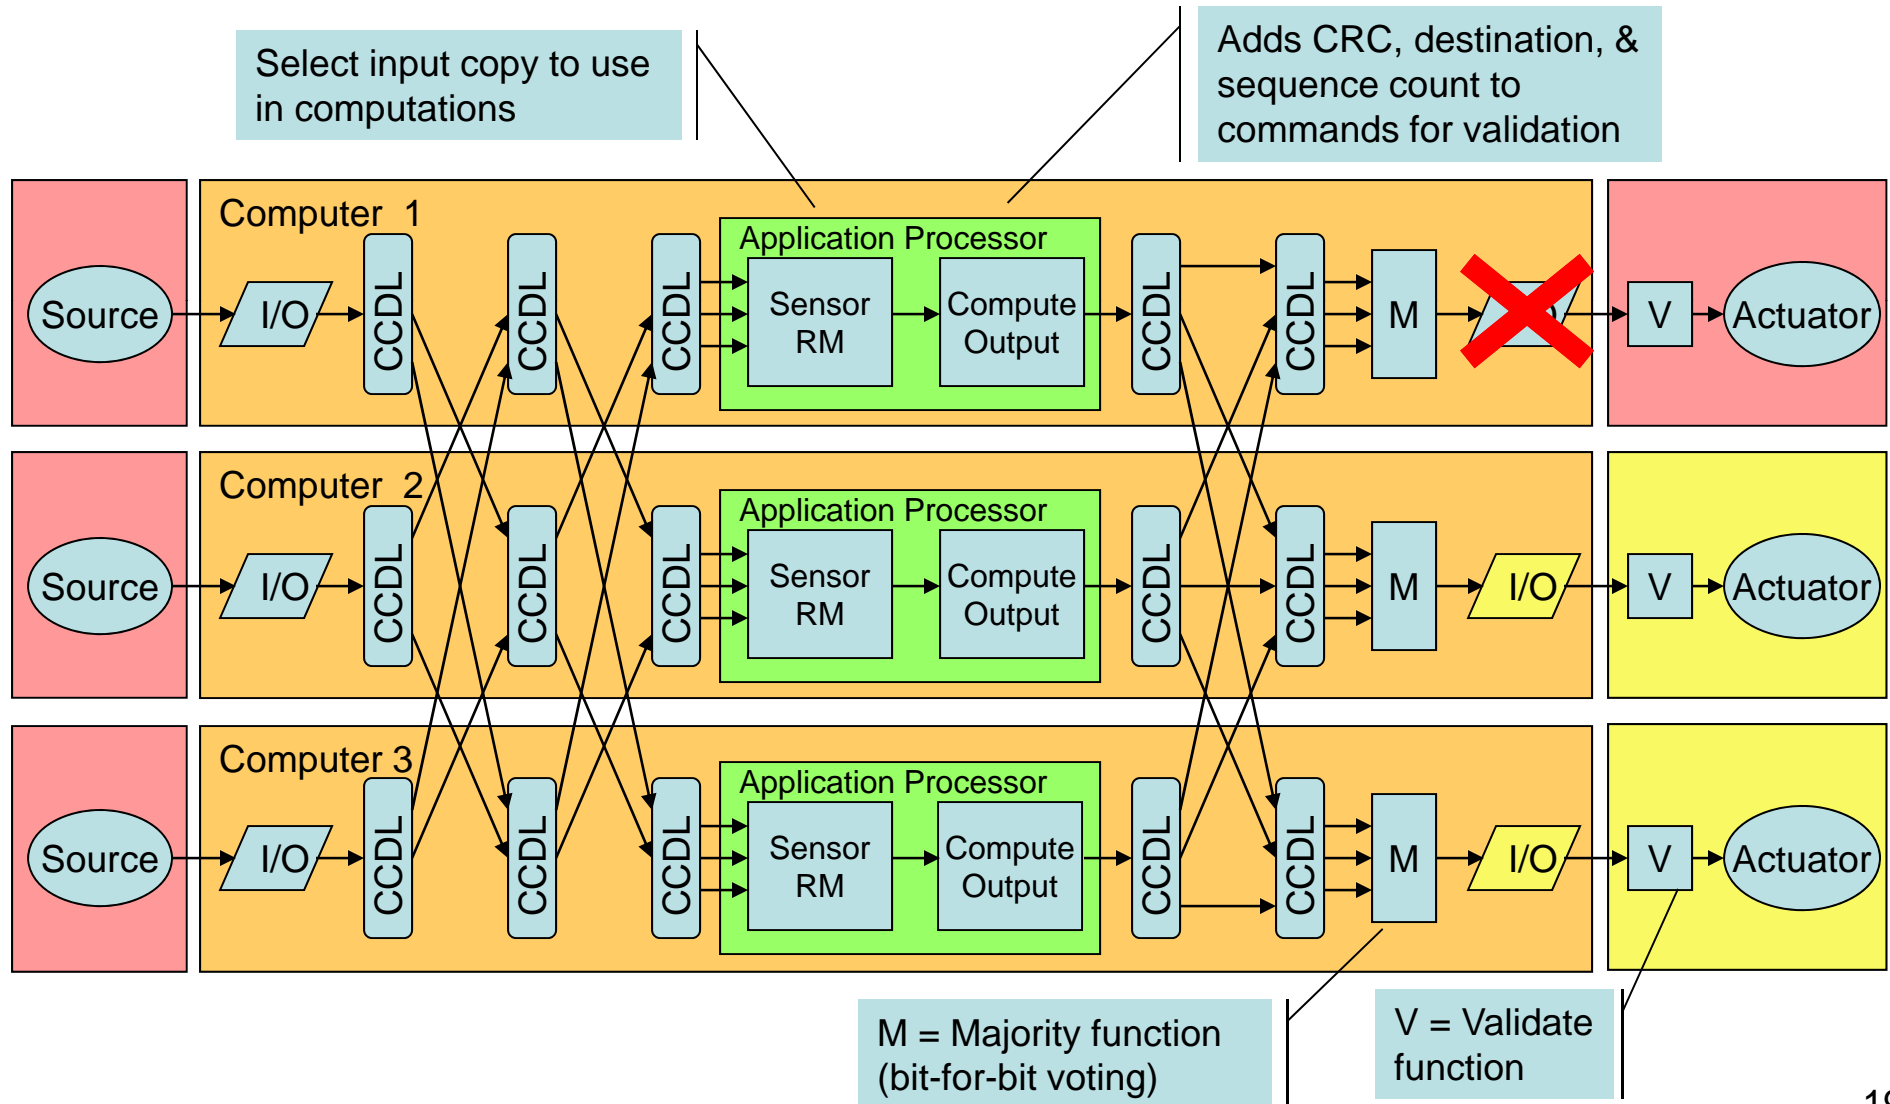 Select input copy to use
in computations
Adds CRC, destination, &
sequence count to
commands for validation
Computer 1
Source
I/O
CCDL
CCDL
CCDL
Application Processor
Sensor
RM
Compute
Output
CCDL
CCDL
M
V
Actuator
Computer 2
Source
I/O
CCDL
CCDL
CCDL
Application Processor
Sensor
RM
Compute
Output
CCDL
CCDL
M
I/O
V
Actuator
Computer 3
Source
I/O
CCDL
CCDL
CCDL
Application Processor
Sensor
RM
Compute
Output
CCDL
CCDL
M
I/O
V
Actuator
M = Majority function
(bit-for-bit voting)
V = Validate
function